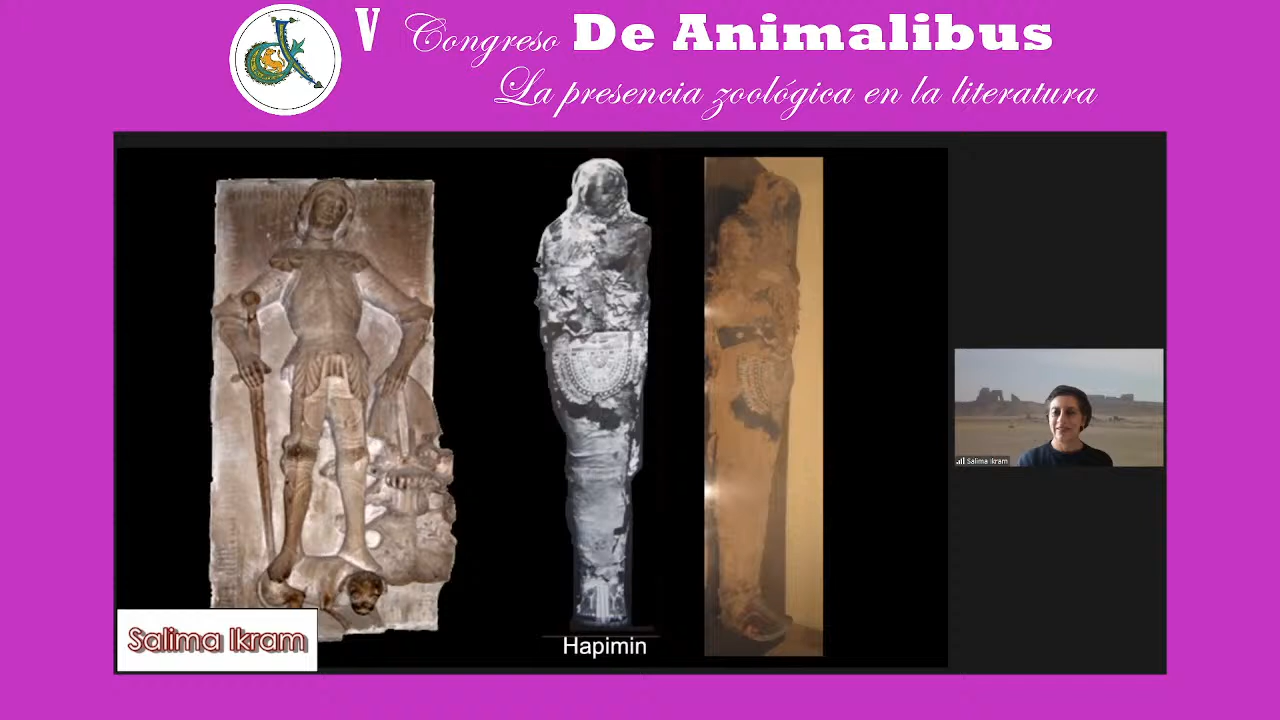 V Congreso De Animalibus
La presencia zoológica en la literatura
Salima Ikram
Salima Ikram
Hapimin